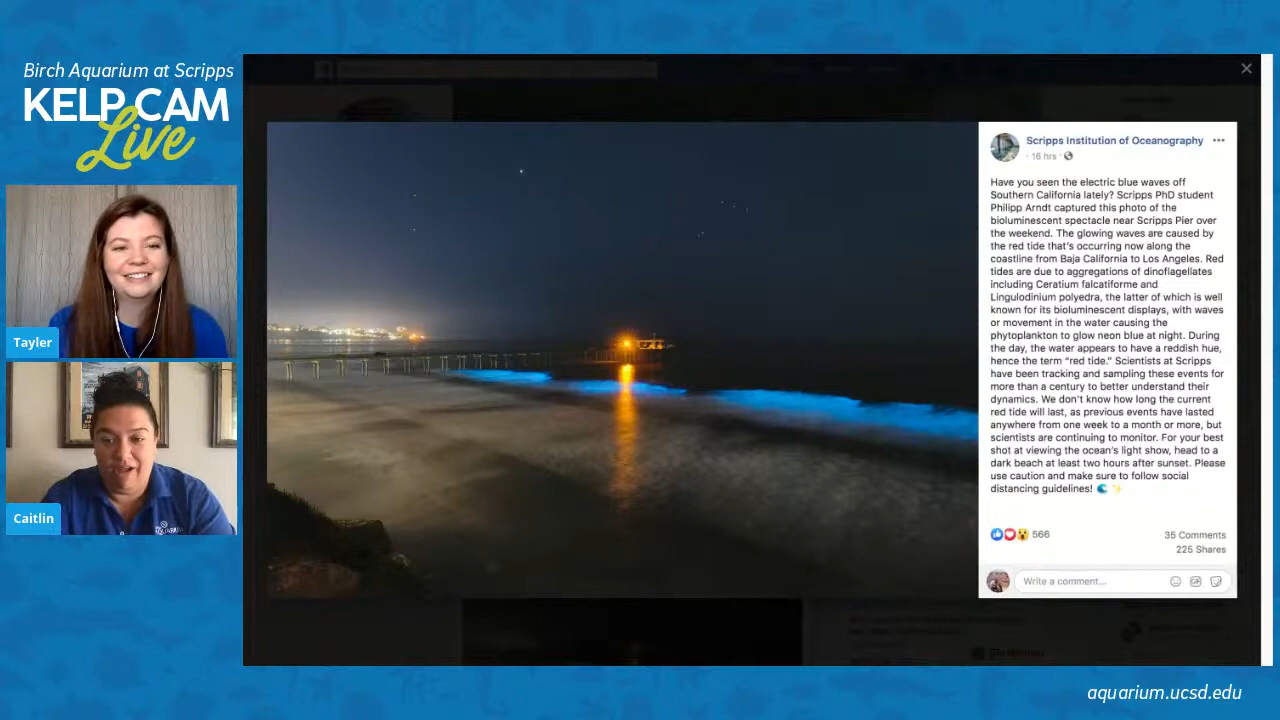 Birch Aquarium at Scripps
KELP CAM
Live
Tayler
Caitlin
Scripps Institution of Oceanography
· 16 hrs ·
Have you seen the electric blue waves off
Southern California lately? Scripps PhD student
Philipp Arndt captured this photo of the
bioluminescent spectacle near Scripps Pier over
the weekend. The glowing waves are caused by
the red tide that's occurring now along the
coastline from Baja California to Los Angeles. Red
tides are due to aggregations of dinoflagellates
including Ceratium falcatiforme and
Lingulodinium polyedra, the latter of which is well
known for its bioluminescent displays, with waves
or movement in the water causing the
phytoplankton to glow neon blue at night. During
the day, the water appears to have a reddish hue,
hence the term “red tide.” Scientists at Scripps
have been tracking and sampling these events for
more than a century to better understand their
dynamics. We don't know how long the current
red tide will last, as previous events have lasted
anywhere from one week to a month or more, but
scientists are continuing to monitor. For your best
shot at viewing the ocean's light show, head to a
dark beach at least two hours after sunset. Please
use caution and make sure to follow social
distancing guidelines! 🌊 ✨
566
35 Comments
225 Shares
Write a comment...
GIF
aquarium.ucsd.edu